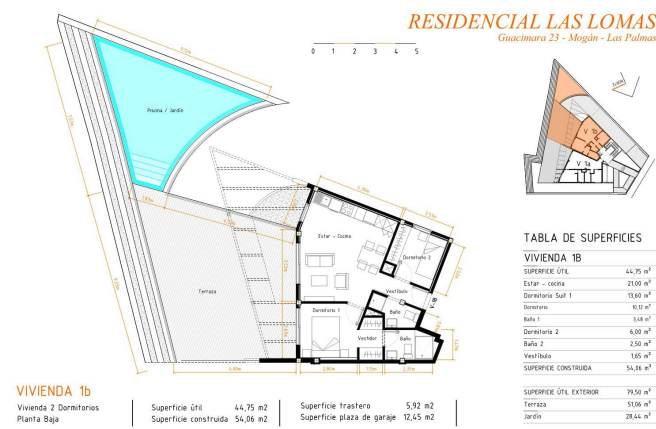 RESIDENCIAL LAS LOMAS
Guacimara 23 - Mogán - Las Palmas
0 1 2 3 4 5
Piscina / Jardín
V 1b
V 1a
Estar - Cocina
Dormitorio 2
Terraza
Vestíbulo
Dormitorio 1
Baño
Vestidor
Baño
TABLA DE SUPERFICIES
VIVIENDA 1B
SUPERFICIE ÚTIL 44,75 m²
Estar - cocina 21,00 m²
Dormitorio Suit 1 13,60 m²
Dormitorio 10,12 m²
Baño 1 3,48 m²
Dormitorio 2 6,00 m²
Baño 2 2,50 m²
Vestíbulo 1,65 m²
SUPERFICIE CONSTRUIDA 54,06 m²
SUPERFICIE ÚTIL EXTERIOR 79,50 m²
Terraza 51,06 m²
Jardín 28,44 m²
VIVIENDA 1b
Vivienda 2 Dormitorios
Planta Baja
Superficie útil 44,75 m2
Superficie construida 54,06 m2
Superficie trastero 5,92 m2
Superficie plaza de garaje 12,45 m2